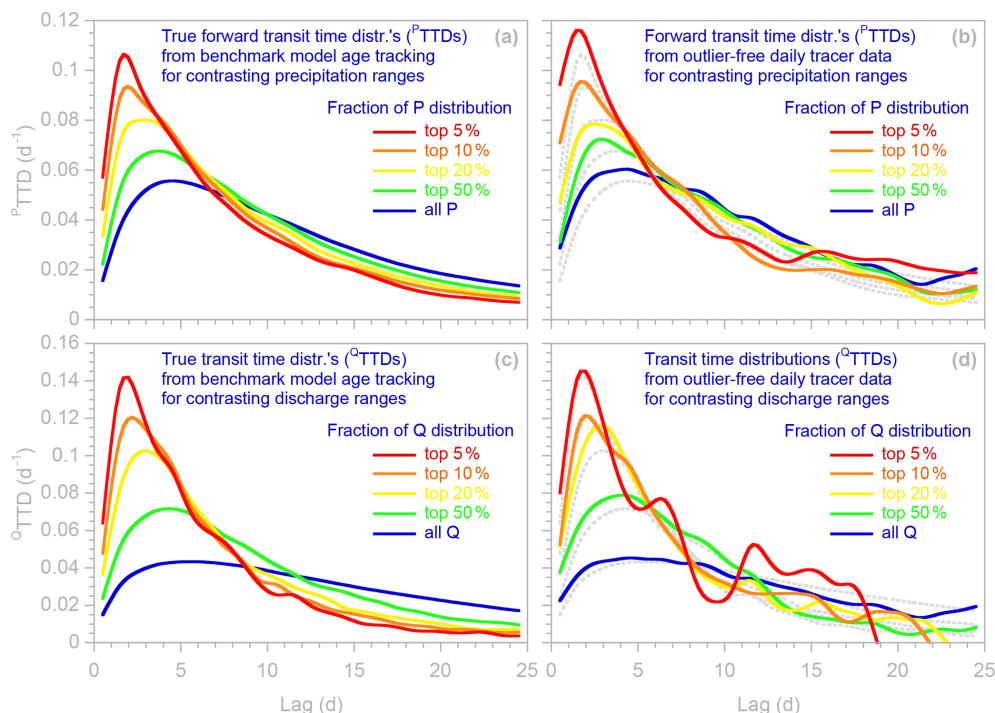 0.12
0.1
0.08
0.06
0.04
0.02
0
ᴾTTD (d⁻¹)
True forward transit time distr.'s (ᴾTTDs)
from benchmark model age tracking
for contrasting precipitation ranges
(a)
Fraction of P distribution
top 5 %
top 10 %
top 20 %
top 50 %
all P
Forward transit time distr.'s (ᴾTTDs)
from outlier-free daily tracer data
for contrasting precipitation ranges
(b)
Fraction of P distribution
top 5 %
top 10 %
top 20 %
top 50 %
all P
0.16
0.14
0.12
0.1
0.08
0.06
0.04
0.02
0
QTTD (d⁻¹)
True transit time distr.'s (QTTDs)
from benchmark model age tracking
for contrasting discharge ranges
(c)
Fraction of Q distribution
top 5 %
top 10 %
top 20 %
top 50 %
all Q
0 5 10 15 20 25
Lag (d)
Transit time distributions (QTTDs)
from outlier-free daily tracer data
for contrasting discharge ranges
(d)
Fraction of Q distribution
top 5 %
top 10 %
top 20 %
top 50 %
all Q
0 5 10 15 20 25
Lag (d)